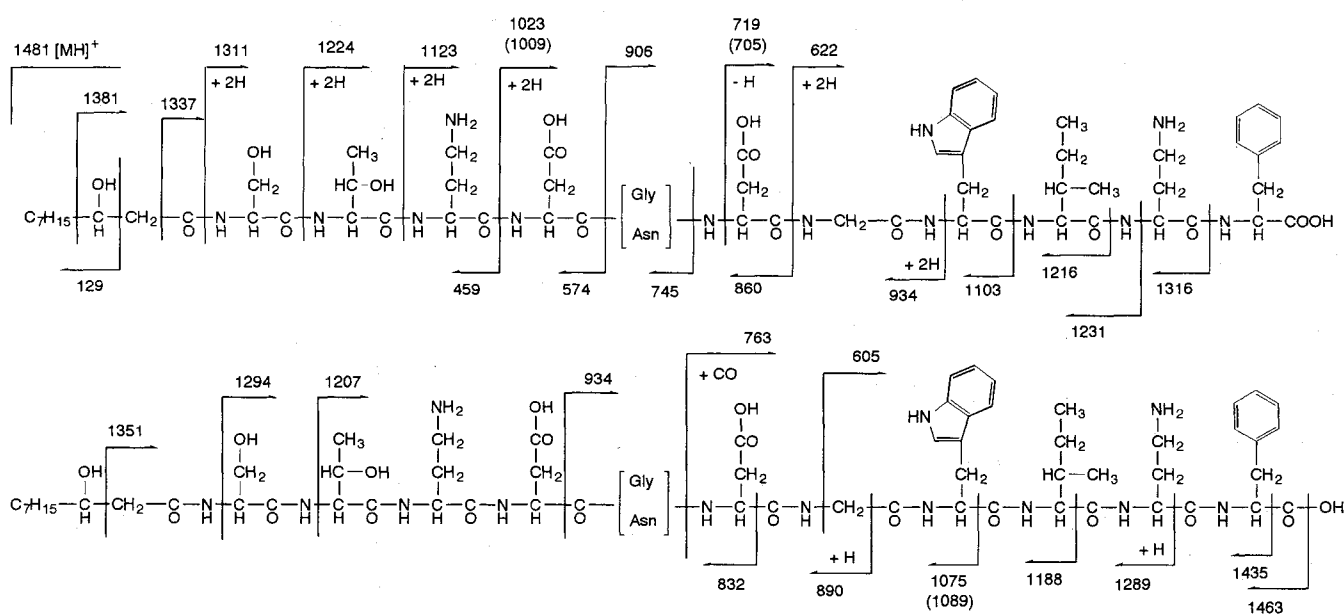 1481 [MH]+
1311
1224
1123
1023
(1009)
906
719
(705)
622
+ 2H
+ 2H
+ 2H
+ 2H
- H
+ 2H
1381
1337
OH
OH
CH3
NH2
OH
OH
HN
CH3
NH2
CH2
OH
CH2
CO
CO
CH2
CH2
CH2
CH3
CH2
CH2
CH2
CH2
CH2
CH2
C7H15
C
H
CH2
C
O
N
H
C
H
C
O
N
H
C
H
C
O
N
H
C
H
C
O
N
H
C
H
C
O
Gly
Asn
N
H
C
H
C
O
N
H
CH2
C
O
N
H
C
H
C
O
N
H
C
H
C
O
N
H
C
H
C
O
N
H
C
H
COOH
129
459
574
745
860
+ 2H
934
1103
1216
1231
1316
763
+ CO
605
1294
1207
934
1351
OH
OH
CH3
NH2
OH
OH
HN
CH3
NH2
CH2
OH
CH2
CO
CO
CH2
CH2
CH2
CH3
CH2
CH2
CH2
CH2
CH2
CH2
C7H15
C
H
CH2
C
O
N
H
C
H
C
O
N
H
C
H
C
O
N
H
C
H
C
O
N
H
C
H
C
O
Gly
Asn
N
H
C
H
C
O
N
H
CH2
C
O
N
H
C
H
C
O
N
H
C
H
C
O
N
H
C
H
C
O
N
H
C
H
C
O
OH
832
+ H
890
1075
(1089)
1188
+ H
1289
1435
1463